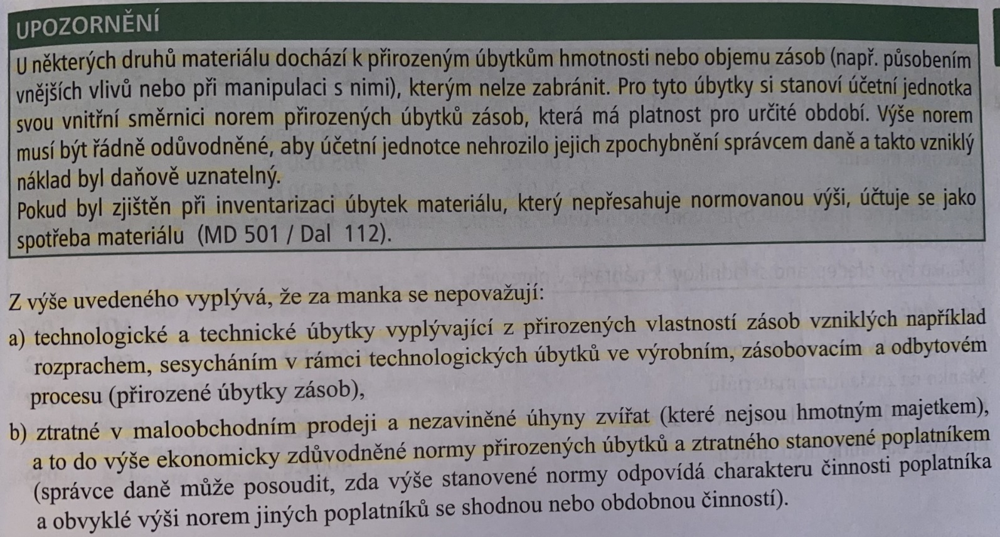 UPOZORNĚNÍ
U některých druhů materiálu dochází k přirozeným úbytkům hmotnosti nebo objemu zásob (např. působením
vnějších vlivů nebo při manipulaci s nimi), kterým nelze zabránit. Pro tyto úbytky si stanoví účetní jednotka
svou vnitřní směrnici norem přirozených úbytků zásob, která má platnost pro určité období. Výše norem
musí být řádně odůvodněné, aby účetní jednotce nehrozilo jejich zpochybnění správcem daně a takto vzniklý
náklad byl daňově uznatelný.
Pokud byl zjištěn při inventarizaci úbytek materiálu, který nepřesahuje normovanou výši, účtuje se jako
spotřeba materiálu (MD 501 / Dal 112).
Z výše uvedeného vyplývá, že za manka se nepovažují:
a) technologické a technické úbytky vyplývající z přirozených vlastností zásob vzniklých například
rozprachem, sesycháním v rámci technologických úbytků ve výrobním, zásobovacím a odbytovém
procesu (přirozené úbytky zásob),
b) ztratné v maloobchodním prodeji a nezaviněné úhyny zvířat (které nejsou hmotným majetkem),
a to do výše ekonomicky zdůvodněné normy přirozených úbytků a ztratného stanovené poplatníkem
(správce daně může posoudit, zda výše stanovené normy odpovídá charakteru činnosti poplatníka
a obvyklé výši norem jiných poplatníků se shodnou nebo obdobnou činností).